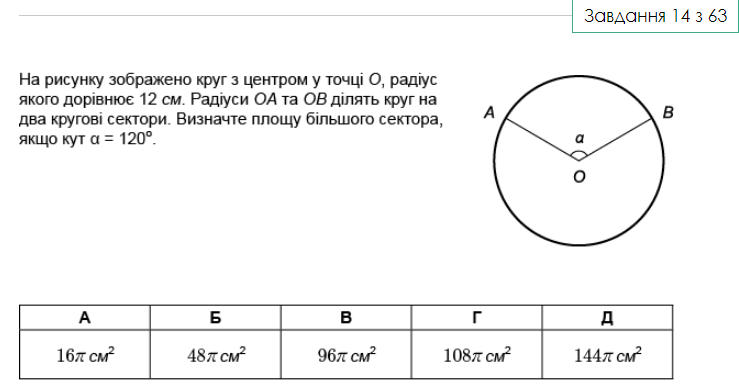 Завдання 14 з 63
На рисунку зображено круг з центром у точці O, радіус
якого дорівнює 12 см. Радіуси OA та OB ділять круг на
два кругові сектори. Визначте площу більшого сектора,
якщо кут α = 120°.
A
B
α
O
А Б В Г Д
16π см² 48π см² 96π см² 108π см² 144π см²